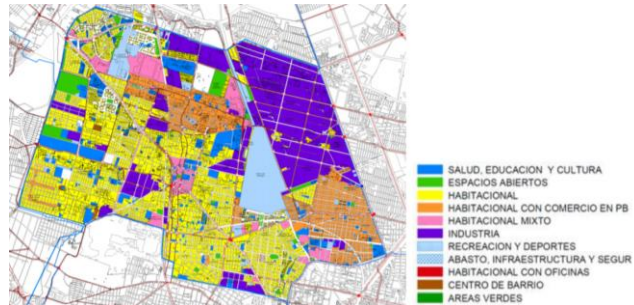 SALUD, EDUCACION Y CULTURA
ESPACIOS ABIERTOS
HABITACIONAL
HABITACIONAL CON COMERCIO EN PB
HABITACIONAL MIXTO
INDUSTRIA
RECREACION Y DEPORTES
ABASTO, INFRAESTRUCTURA Y SEGUR
HABITACIONAL CON OFICINAS
CENTRO DE BARRIO
AREAS VERDES